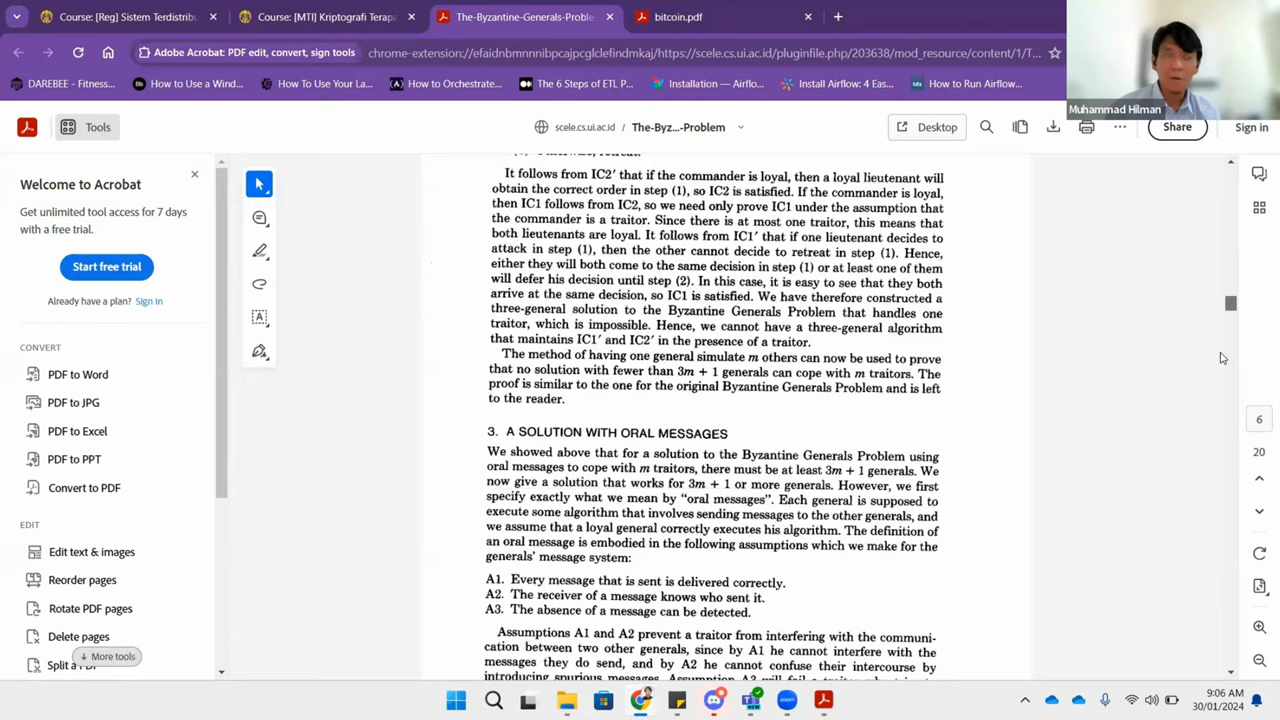 Course: [Reg] Sistem Terdistribu
Course: [MTI] Kriptografi Terapa
The-Byzantine-Generals-Proble
bitcoin.pdf
Adobe Acrobat: PDF edit, convert, sign tools
chrome-extension://efaidnbmnnnibpcajpcglclefindmkaj/https://scele.cs.ui.ac.id/pluginfile.php/203638/mod_resource/content/1/T...
DAREBEE - Fitness...
How to Use a Wind...
How To Use Your La...
How to Orchestrate...
The 6 Steps of ETL P...
Installation — Airflo...
Install Airflow: 4 Eas...
How to Run Airflow...
Muhammad Hilman
Tools
scele.cs.ui.ac.id / The-Byz...-Problem
Desktop
Share
Sign in
Welcome to Acrobat
Get unlimited tool access for 7 days
with a free trial.
Start free trial
Already have a plan? Sign in
CONVERT
PDF to Word
PDF to JPG
PDF to Excel
PDF to PPT
Convert to PDF
EDIT
Edit text & images
Reorder pages
Rotate PDF pages
Delete pages
Split a PDF
More tools
It follows from IC2′ that if the commander is loyal, then a loyal lieutenant will
obtain the correct order in step (1), so IC2 is satisfied. If the commander is loyal,
then IC1 follows from IC2, so we need only prove IC1 under the assumption that
the commander is a traitor. Since there is at most one traitor, this means that
both lieutenants are loyal. It follows from IC1′ that if one lieutenant decides to
attack in step (1), then the other cannot decide to retreat in step (1). Hence,
either they will both come to the same decision in step (1) or at least one of them
will defer his decision until step (2). In this case, it is easy to see that they both
arrive at the same decision, so IC1 is satisfied. We have therefore constructed a
three-general solution to the Byzantine Generals Problem that handles one
traitor, which is impossible. Hence, we cannot have a three-general algorithm
that maintains IC1′ and IC2′ in the presence of a traitor.
The method of having one general simulate m others can now be used to prove
that no solution with fewer than 3m + 1 generals can cope with m traitors. The
proof is similar to the one for the original Byzantine Generals Problem and is left
to the reader.
3. A SOLUTION WITH ORAL MESSAGES
We showed above that for a solution to the Byzantine Generals Problem using
oral messages to cope with m traitors, there must be at least 3m + 1 generals. We
now give a solution that works for 3m + 1 or more generals. However, we first
specify exactly what we mean by "oral messages". Each general is supposed to
execute some algorithm that involves sending messages to the other generals, and
we assume that a loyal general correctly executes his algorithm. The definition of
an oral message is embodied in the following assumptions which we make for the
generals' message system:
A1. Every message that is sent is delivered correctly.
A2. The receiver of a message knows who sent it.
A3. The absence of a message can be detected.
Assumptions A1 and A2 prevent a traitor from interfering with the communi-
cation between two other generals, since by A1 he cannot interfere with the
messages they do send, and by A2 he cannot confuse their intercourse by
introducing spurious messages. Assumption A3 will foil a traitor who
6
20
9:06 AM
30/01/2024